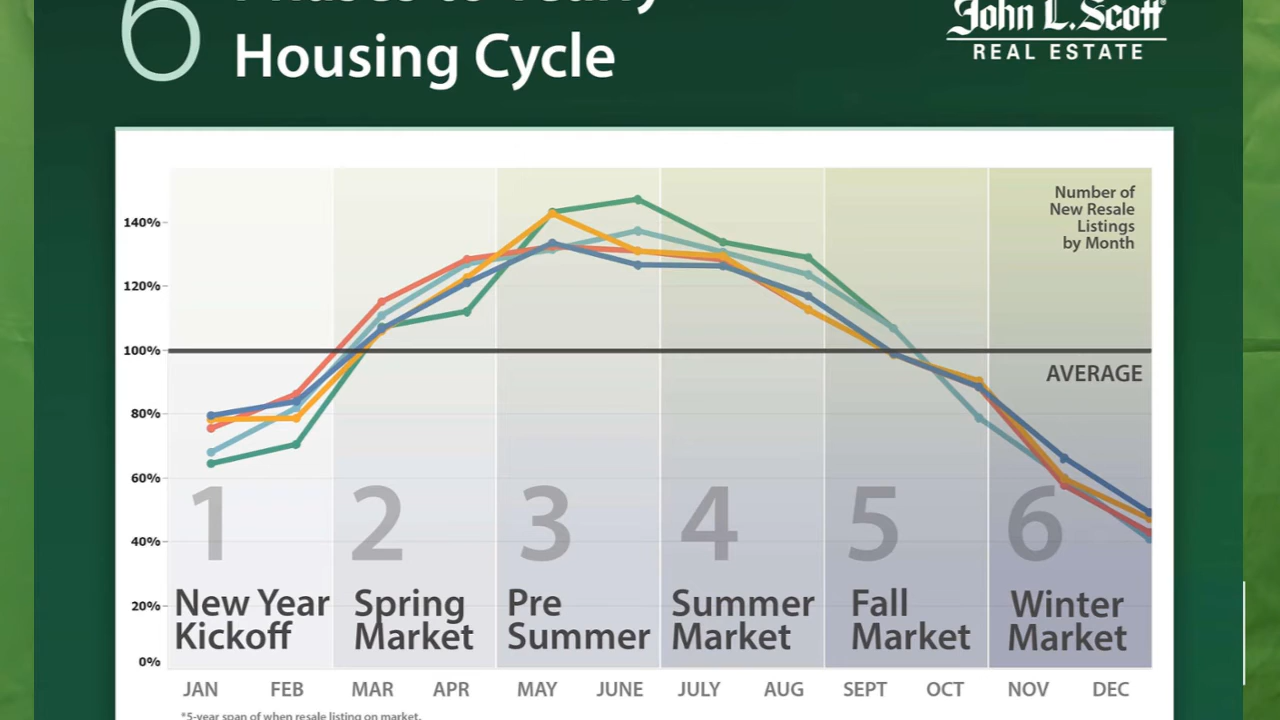 6
Phases to Yearly
Housing Cycle
John L. Scott®
REAL ESTATE
Number of
New Resale
Listings
by Month
140%
120%
100%
AVERAGE
80%
60%
40%
20%
0%
1
New Year
Kickoff
2
Spring
Market
3
Pre
Summer
4
Summer
Market
5
Fall
Market
6
Winter
Market
JAN FEB MAR APR MAY JUNE JULY AUG SEPT OCT NOV DEC
*5-year span of when resale listing on market.